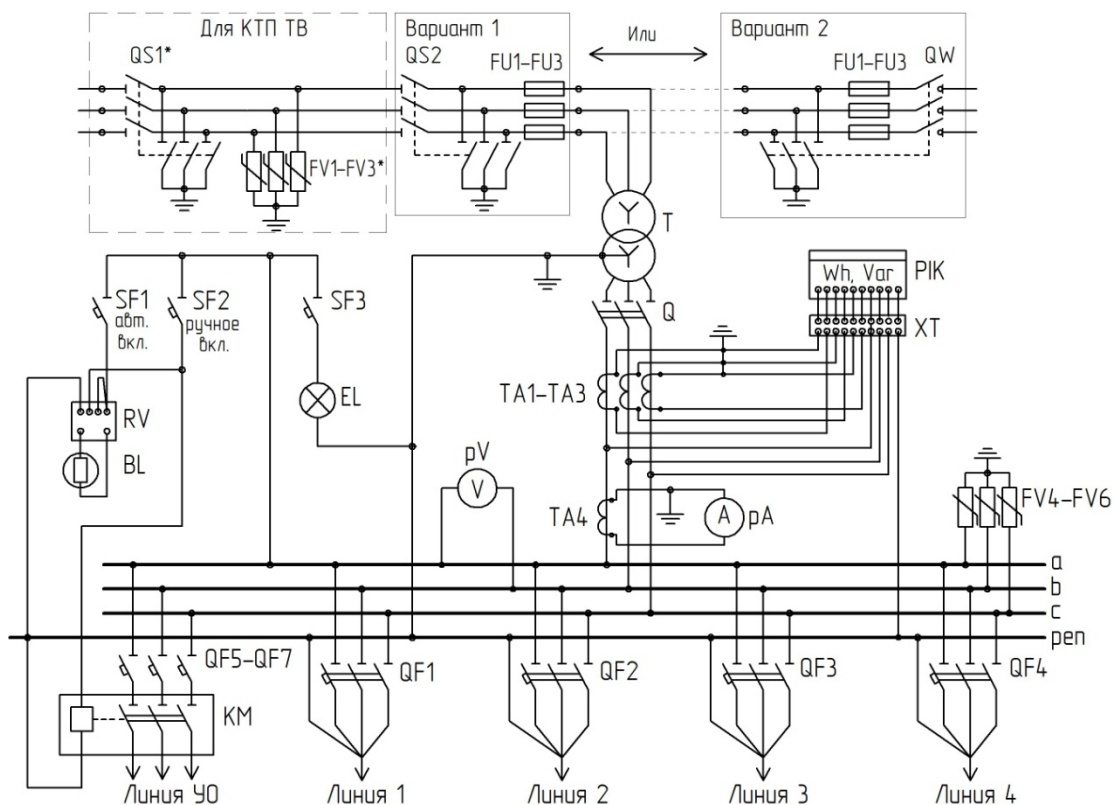 Для КТП ТВ
Вариант 1
Или
Вариант 2
QS1*
QS2
FU1-FU3
FU1-FU3
QW
FV1-FV3*
T
Wh, Var
PIK
XT
SF1
авт.
вкл.
SF2
ручное
вкл.
SF3
Q
TA1-TA3
EL
RV
BL
pV
V
TA4
A
pA
FV4-FV6
a
b
c
pen
QF5-QF7
QF1
QF2
QF3
QF4
KM
Линия УО
Линия 1
Линия 2
Линия 3
Линия 4